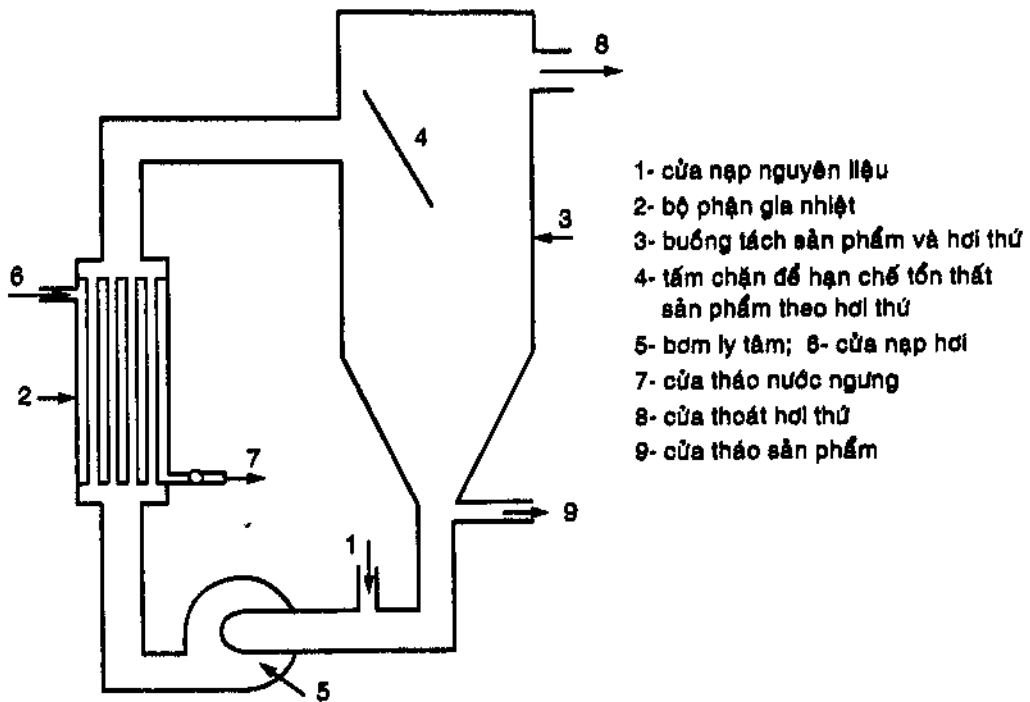 8
4
1- cửa nạp nguyên liệu
2- bộ phận gia nhiệt
3
3- buồng tách sản phẩm và hơi thứ
6
4- tấm chặn để hạn chế tổn thất
sản phẩm theo hơi thứ
5- bơm ly tâm; 6- cửa nạp hơi
2
7- cửa tháo nước ngưng
8- cửa thoát hơi thứ
7
9- cửa tháo sản phẩm
9
1
5